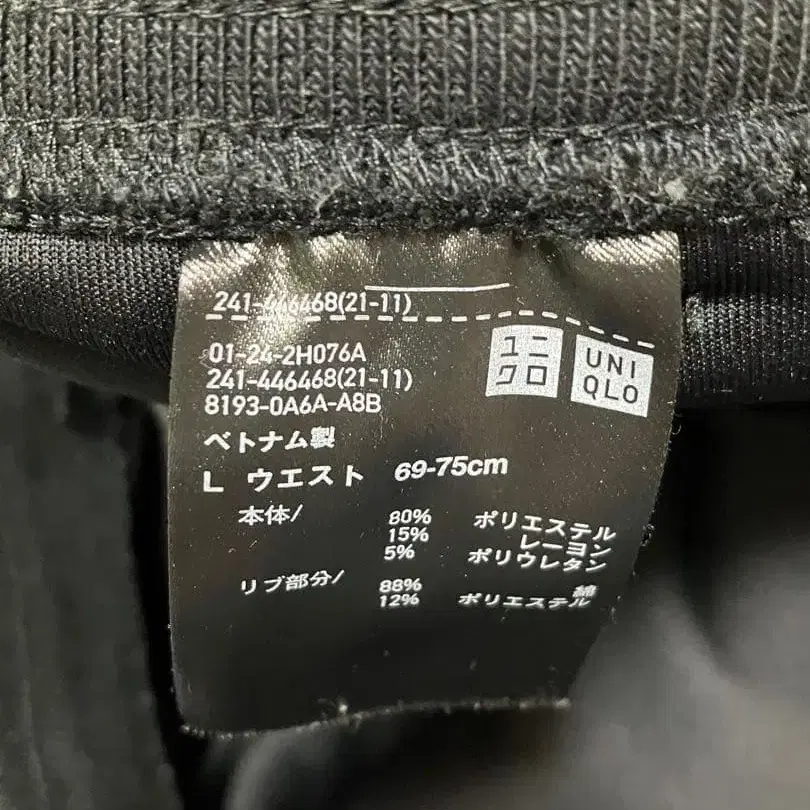 241-446468(21-11)
01-24-2H076A
241-446468(21-11)
8193-0A6A-A8B
ユニ
クロ
UNI
QLO
ベトナム製
L ウエスト 69-75cm
本体/ 80% ポリエステル
15% レーヨン
5% ポリウレタン
リブ部分/ 88% 綿
12% ポリエステル